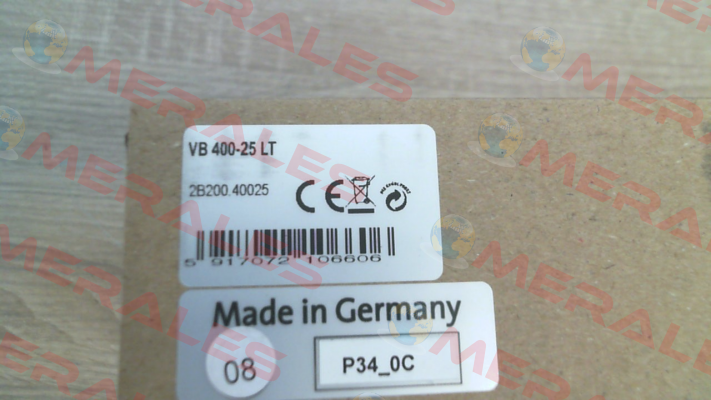 VB 400-25 LT
2B200.40025
CE
5 917072 106606
Made in Germany
08
P34_0C
MERALES
MERALES
MERALES
MERALES
MERALES
MERALES